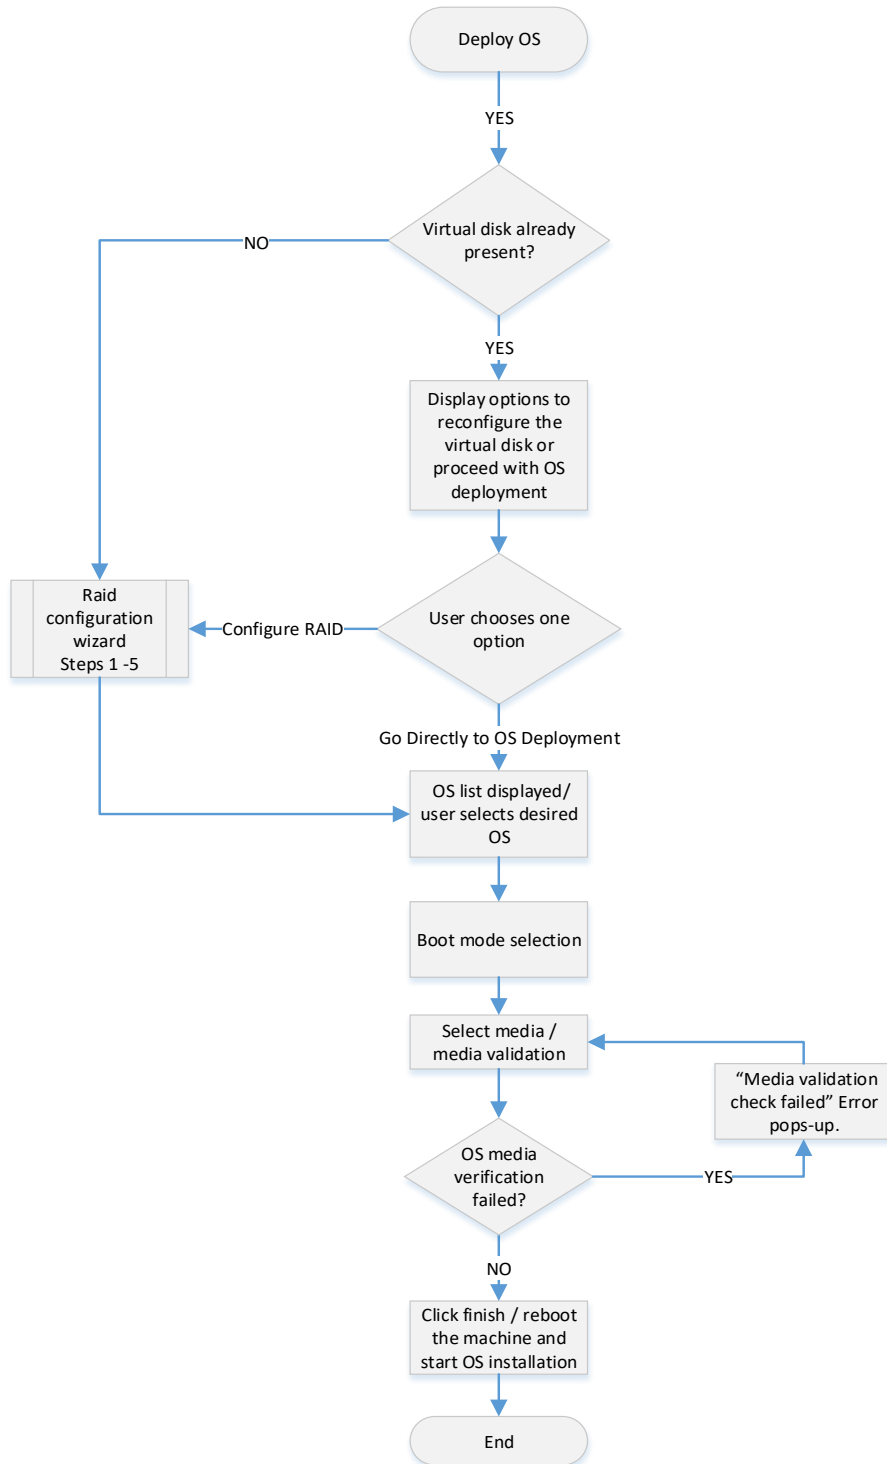 Deploy OS
YES
Virtual disk already
present?
NO
YES
Display options to
reconfigure the
virtual disk or
proceed with OS
deployment
Raid
configuration
wizard
Steps 1 -5
Configure RAID
User chooses one
option
Go Directly to OS Deployment
OS list displayed/
user selects desired
OS
Boot mode selection
Select media /
media validation
“Media validation
check failed” Error
pops-up.
OS media
verification
failed?
YES
NO
Click finish / reboot
the machine and
start OS installation
End